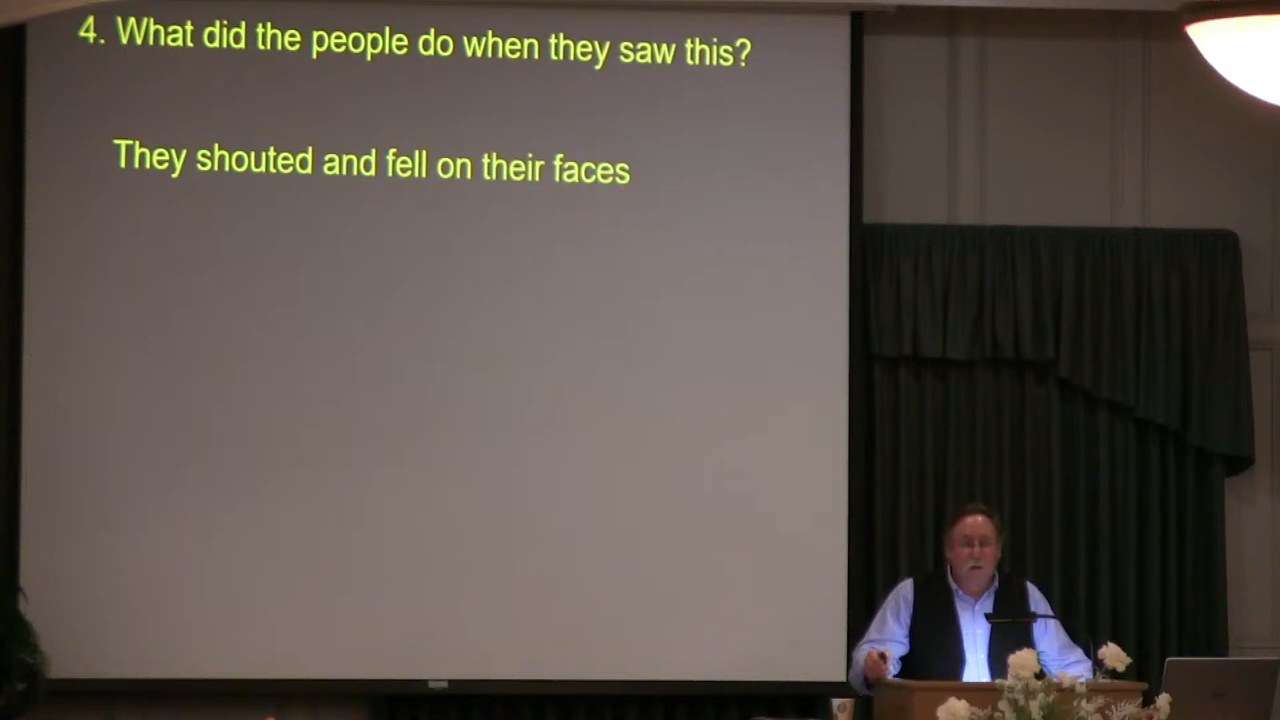 4. What did the people do when they saw this?
They shouted and fell on their faces